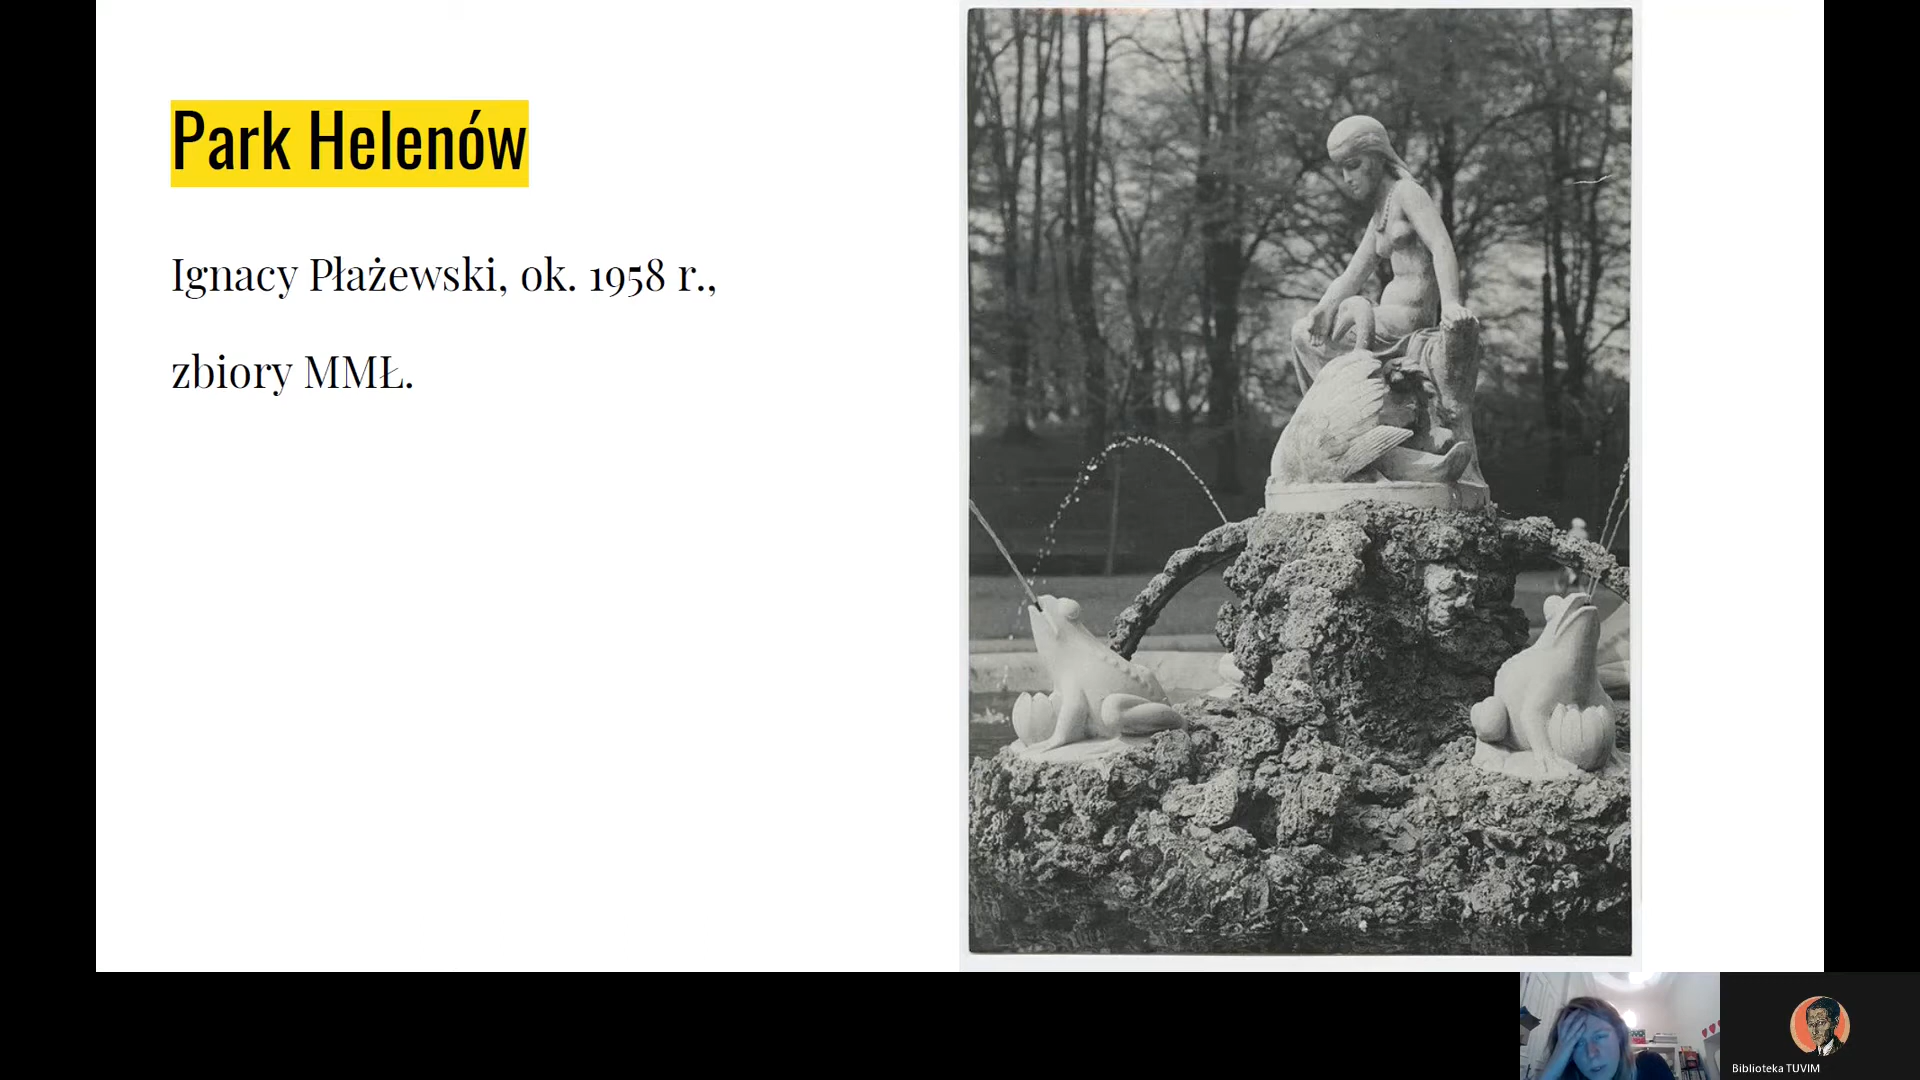 Park Helenów
Ignacy Płażewski, ok. 1958 r.,
zbiory MMŁ.
Biblioteka TUVIM